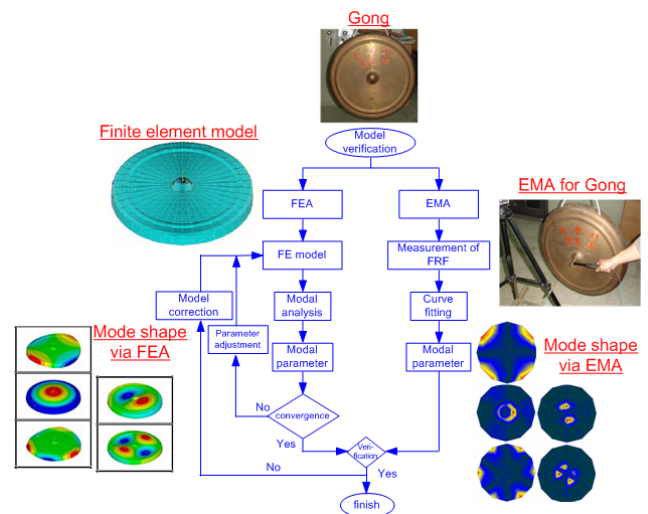 Gong
Model
verification
Finite element model
EMA for Gong
FEA
EMA
FE model
Measurement of
FRF
Model
correction
Parameter
adjustment
Modal
analysis
Curve
fitting
Mode shape
via FEA
Modal
parameter
Modal
parameter
Mode shape
via EMA
No
convergence
Yes
Veri-
fication
No
Yes
finish